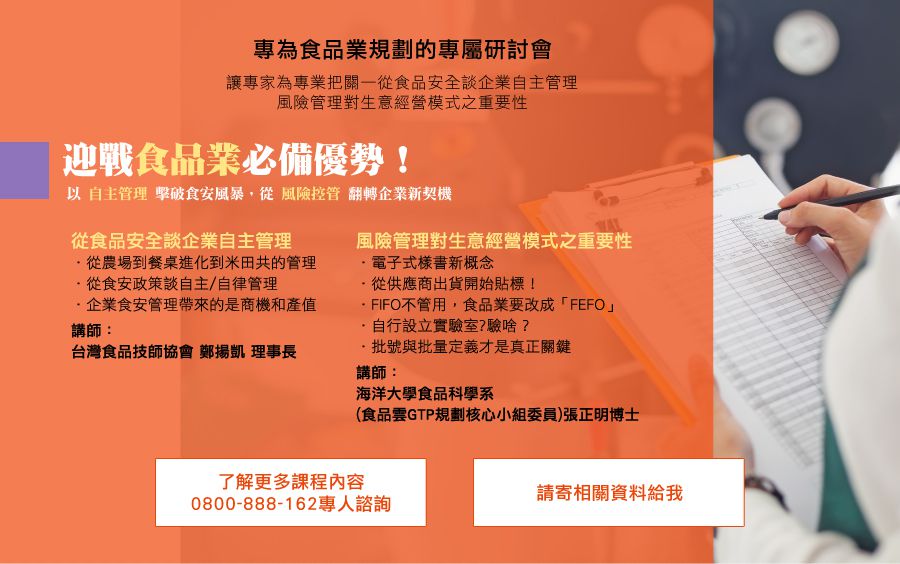 專為食品業規劃的專屬研討會
讓專家為專業把關—從食品安全談企業自主管理
風險管理對生意經營模式之重要性
迎戰食品業必備優勢！
以 自主管理 擊破食安風暴，從 風險控管 翻轉企業新契機
從食品安全談企業自主管理
・從農場到餐桌進化到米田共的管理
・從食安政策談自主/自律管理
・企業食安管理帶來的是商機和產值
講師：
台灣食品技師協會 鄭揚凱 理事長
風險管理對生意經營模式之重要性
・電子式樣書新概念
・從供應商出貨開始貼標！
・FIFO不管用，食品業要改成「FEFO」
・自行設立實驗室?驗啥？
・批號與批量定義才是真正關鍵
講師：
海洋大學食品科學系
(食品雲GTP規劃核心小組委員)張正明博士
了解更多課程內容
0800-888-162專人諮詢
請寄相關資料給我